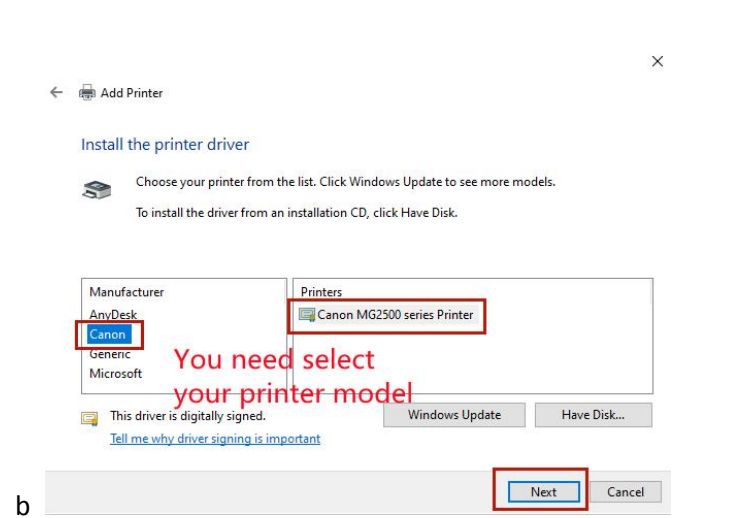 Add Printer
Install the printer driver
Choose your printer from the list. Click Windows Update to see more models.
To install the driver from an installation CD, click Have Disk.
Manufacturer
AnyDesk
Canon
Generic
Microsoft
Printers
Canon MG2500 series Printer
You need select
your printer model
This driver is digitally signed.
Tell me why driver signing is important
Windows Update
Have Disk...
Next
Cancel
b